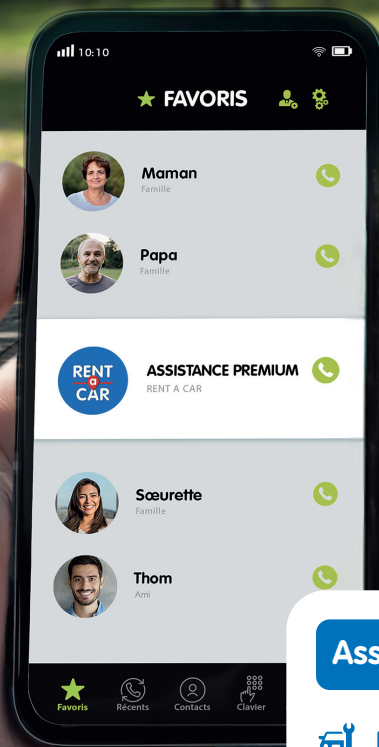 10:10
FAVORIS
Maman
Famille
Papa
Famille
RENT
a
CAR
ASSISTANCE PREMIUM
RENT A CAR
Sœurette
Famille
Thom
Ami
Favoris
Récents
Contacts
Clavier
Ass